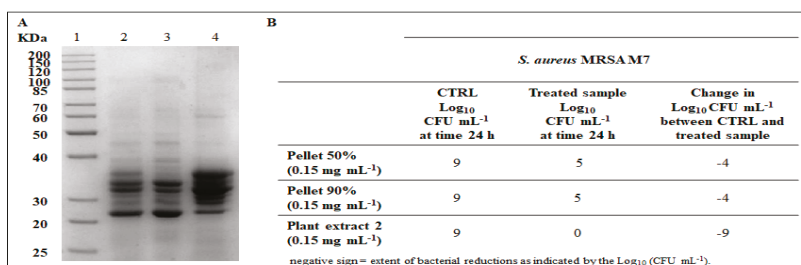 A
KDa 1 2 3 4
200
150
120
100
85
70
60
50
40
30
20
25
B
S. aureus MRSA M7
CTRL Log10 CFU mL-1 at time 24 h
Treated sample Log10 CFU mL-1 at time 24 h
Change in Log10 CFU mL-1 between CTRL and treated sample
Pellet 50% (0.15 mg mL-1) 9 5 -4
Pellet 90% (0.15 mg mL-1) 9 5 -4
Plant extract 2 (0.15 mg mL-1) 9 0 -9
negative sign= extent of bacterial reductions as indicated by the Log10 (CFU mL-1).